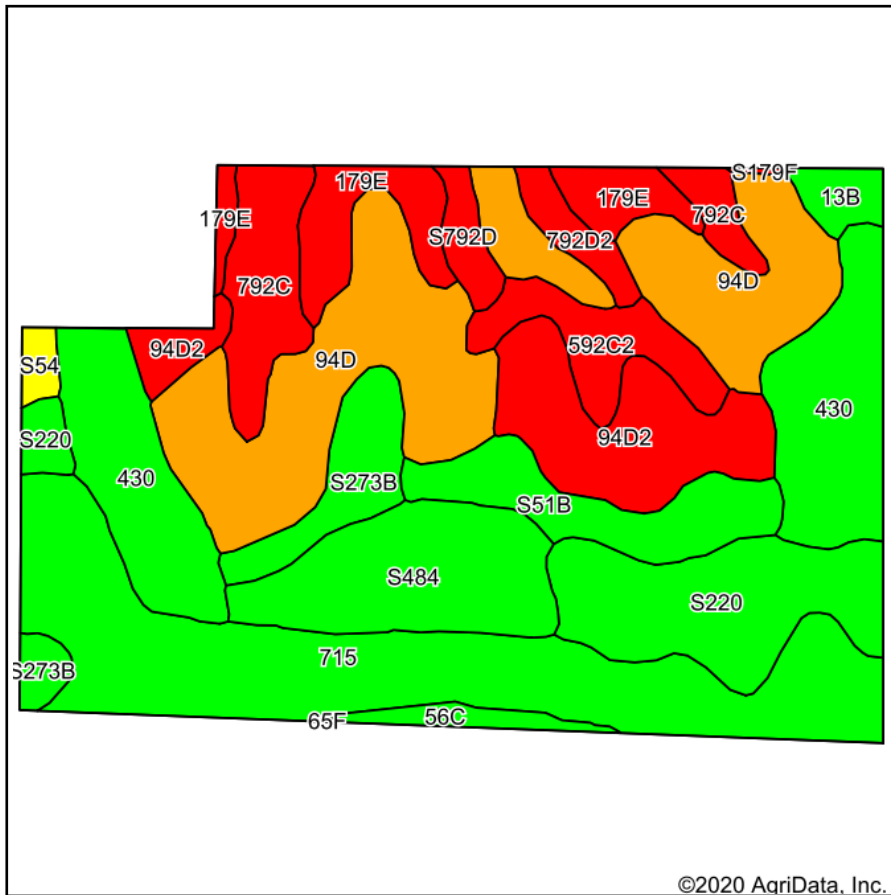 S179F
179E
179E
13B
179E
792C
S792D
792D2
792C
94D
592C2
94D2
94D
S54
430
S220
94D2
430
S273B
S51B
S484
S220
715
S273B
56C
65F
©2020 AgriData, Inc.